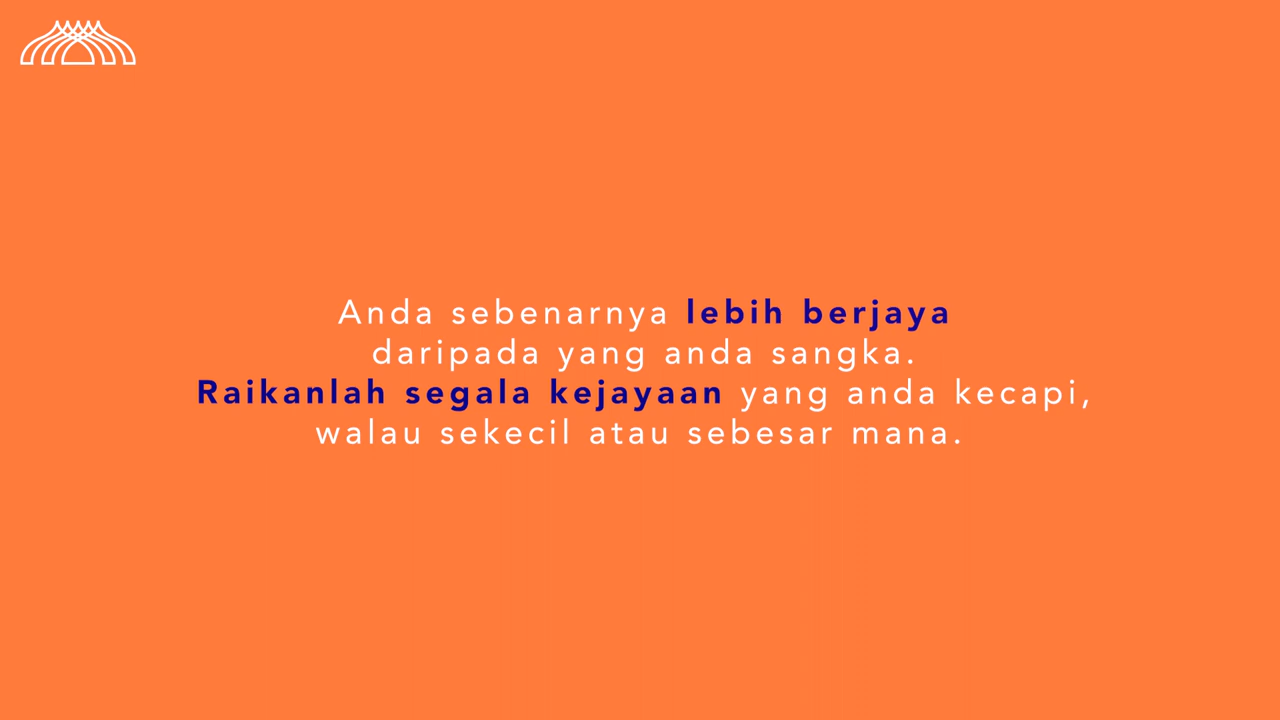 Anda sebenarnya lebih berjaya
daripada yang anda sangka.
Raikanlah segala kejayaan yang anda kecapi,
walau sekecil atau sebesar mana.